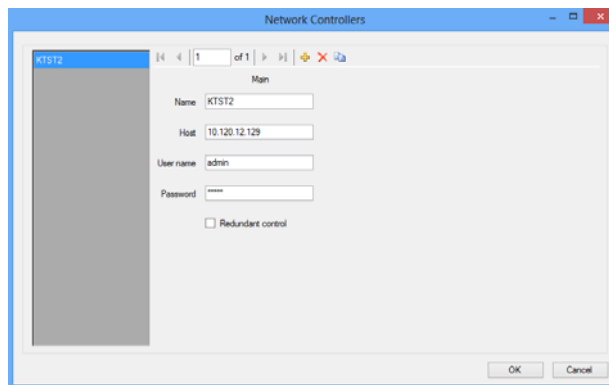 Network Controllers
KTST2
1 of 1
Main
Name KTST2
Host 10.120.12.129
User name admin
Password *****
Redundant control
OK Cancel